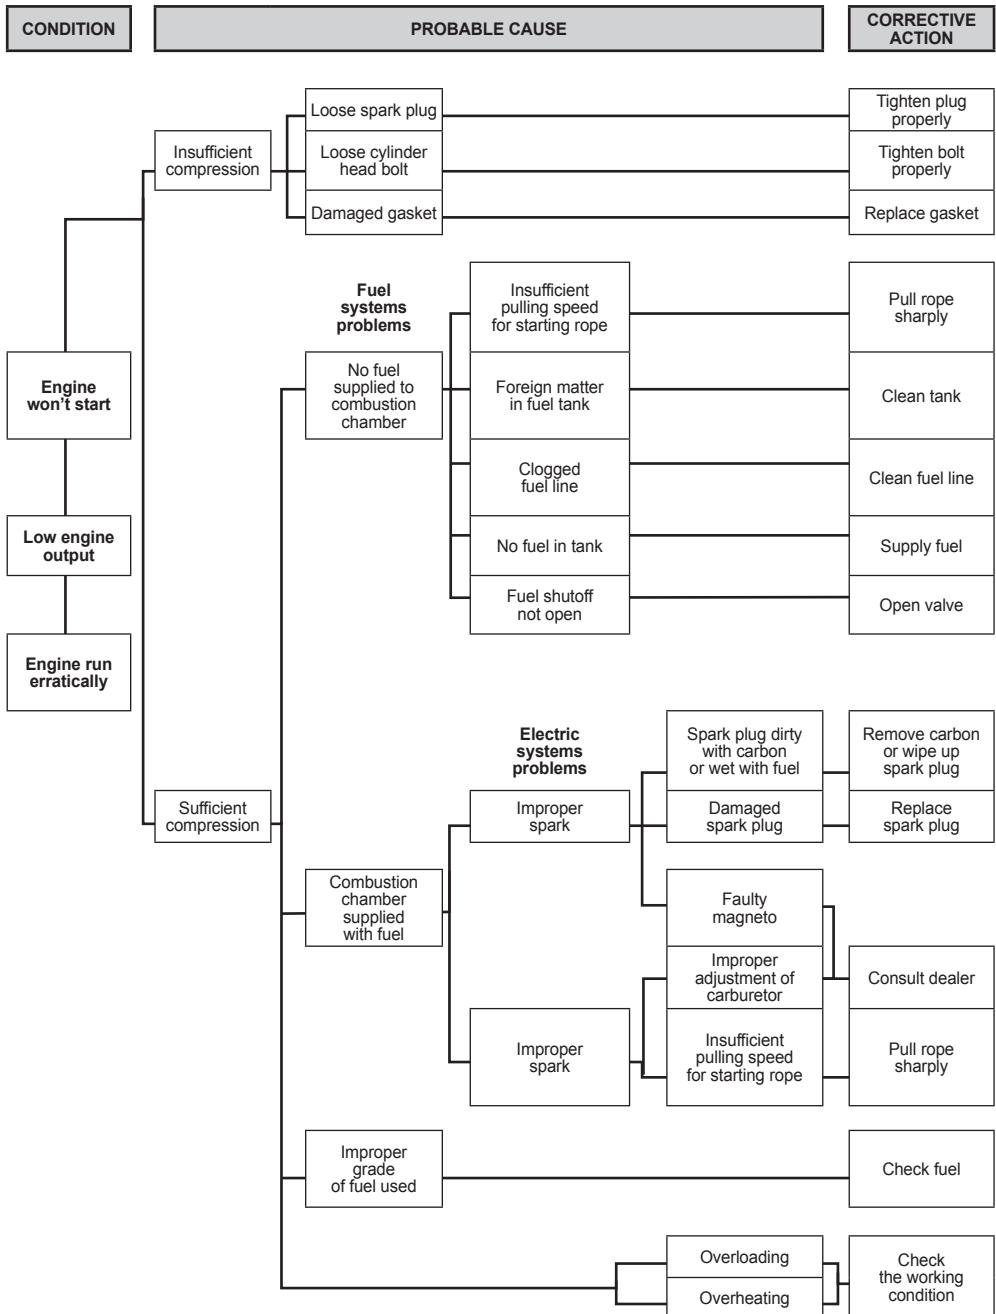 CONDITION
PROBABLE CAUSE
CORRECTIVE
ACTION
Loose spark plug
Tighten plug
properly
Insufficient
compression
Loose cylinder
head bolt
Tighten bolt
properly
Damaged gasket
Replace gasket
Fuel
systems
problems
Insufficient
pulling speed
for starting rope
Pull rope
sharply
Engine
won't start
No fuel
supplied to
combustion
chamber
Foreign matter
in fuel tank
Clean tank
Clogged
fuel line
Clean fuel line
Low engine
output
No fuel in tank
Supply fuel
Fuel shutoff
not open
Open valve
Engine run
erratically
Electric
systems
problems
Spark plug dirty
with carbon
or wet with fuel
Remove carbon
or wipe up
spark plug
Sufficient
compression
Improper
spark
Damaged
spark plug
Replace
spark plug
Combustion
chamber
supplied
with fuel
Faulty
magneto
Improper
adjustment of
carburetor
Consult dealer
Improper
spark
Insufficient
pulling speed
for starting rope
Pull rope
sharply
Improper
grade
of fuel used
Check fuel
Overloading
Overheating
Check
the working
condition